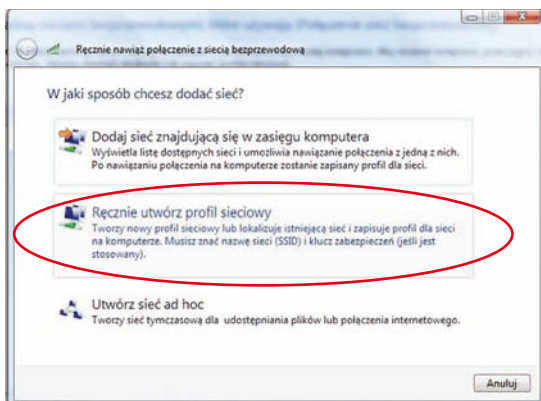 Ręcznie nawiąż połączenie z siecią bezprzewodową
W jaki sposób chcesz dodać sieć?
Dodaj sieć znajdującą się w zasięgu komputera
Wyświetla listę dostępnych sieci i umożliwia nawiązanie połączenia z jedną z nich.
Po nawiązaniu połączenia na komputerze zostanie zapisany profil dla sieci.
Ręcznie utwórz profil sieciowy
Tworzy nowy profil sieciowy lub lokalizuje istniejącą sieć i zapisuje profil dla sieci
na komputerze. Musisz znać nazwę sieci (SSID) i klucz zabezpieczeń (jeśli jest
stosowany).
Utwórz sieć ad hoc
Tworzy sieć tymczasową dla udostępniania plików lub połączenia internetowego.
Anuluj